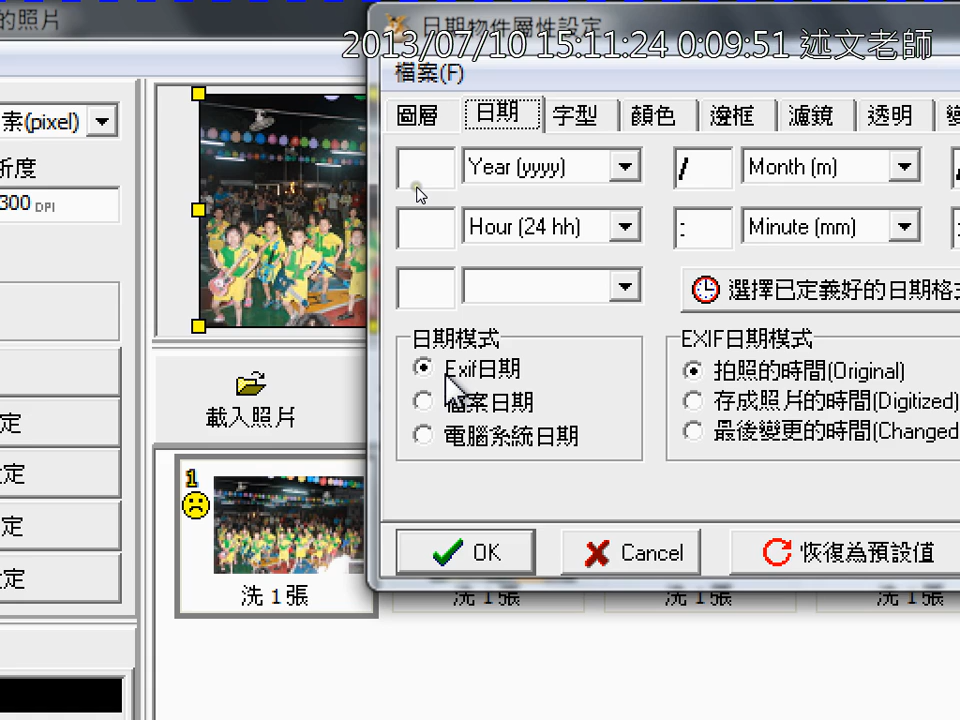 的照片
日期物件屬性設定
2013/07/10 15:11:24 0:09:51 述文老師
檔案(F)
圖層 日期 字型 顏色 邊框 濾鏡 透明
素(pixel)
Year (yyyy) / Month (m)
析度
300 DPI
Hour (24 hh) : Minute (mm) :
選擇已定義好的日期格式
日期模式
EXIF日期模式
Exif日期
檔案日期
電腦系統日期
拍照的時間(Original)
存成照片的時間(Digitized)
最後變更的時間(Changed
載入照片
定
定
定
定
1
洗 1 張
洗 1 張
洗 1 張
洗 1 張
OK Cancel 恢復為預設值